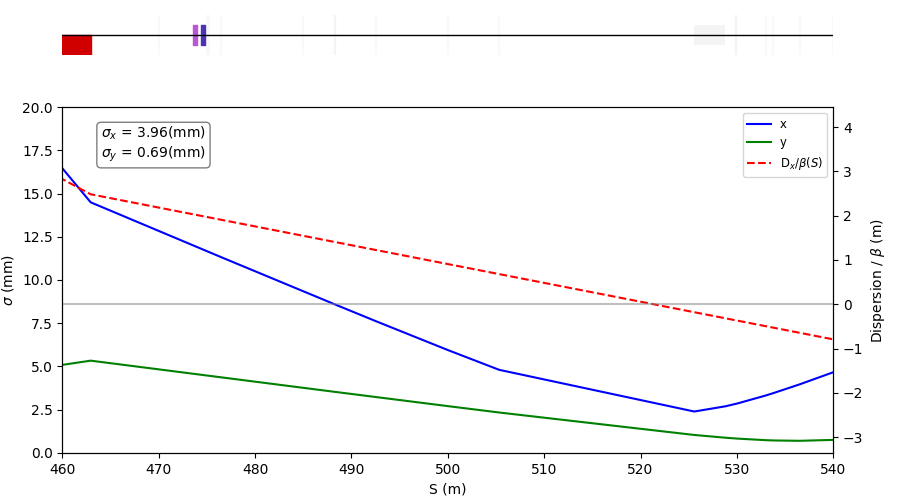 20.0
17.5
15.0
12.5
10.0
7.5
5.0
2.5
0.0
σ (mm)
σx = 3.96(mm)
σy = 0.69(mm)
x
y
Dx/β(S)
4
3
2
1
0
−1
−2
−3
Dispersion / β (m)
460 470 480 490 500 510 520 530 540
S (m)